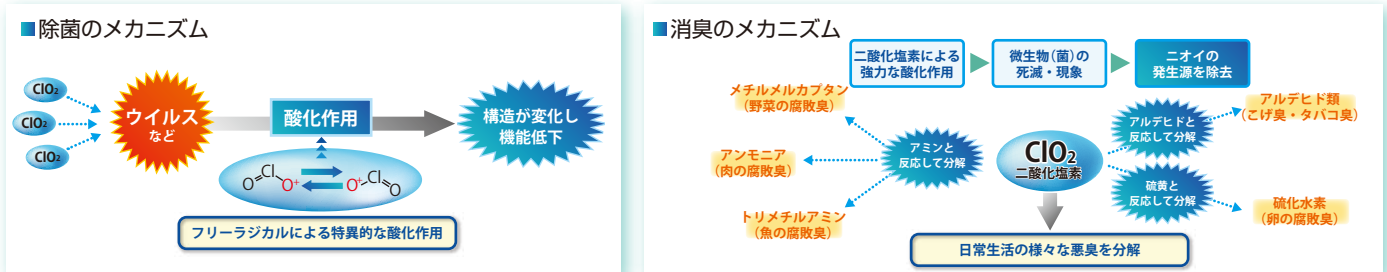 除菌のメカニズム
ClO₂
ClO₂
ClO₂
ウイルス
など
酸化作用
構造が変化し
機能低下
O Cl O⁺
O⁺ Cl O
フリーラジカルによる特異的な酸化作用
消臭のメカニズム
二酸化塩素による
強力な酸化作用
微生物（菌）の
死滅・現象
ニオイの
発生源を除去
メチルメルカプタン
（野菜の腐敗臭）
アンモニア
（肉の腐敗臭）
トリメチルアミン
（魚の腐敗臭）
アミンと
反応して分解
ClO₂
二酸化塩素
アルデヒドと
反応して分解
硫黄と
反応して分解
アルデヒド類
（こげ臭・タバコ臭）
硫化水素
（卵の腐敗臭）
日常生活の様々な悪臭を分解